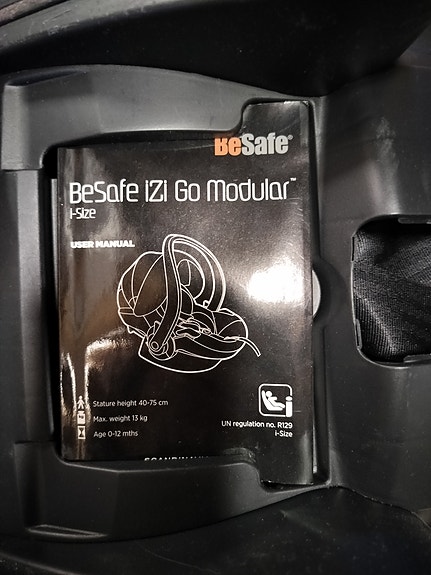 BeSafe®
BeSafe iZi Go Modular™
i-Size
USER MANUAL
Stature height 40-75 cm
Max. weight 13 kg
Age 0-12 mths
UN regulation no. R129
i-Size